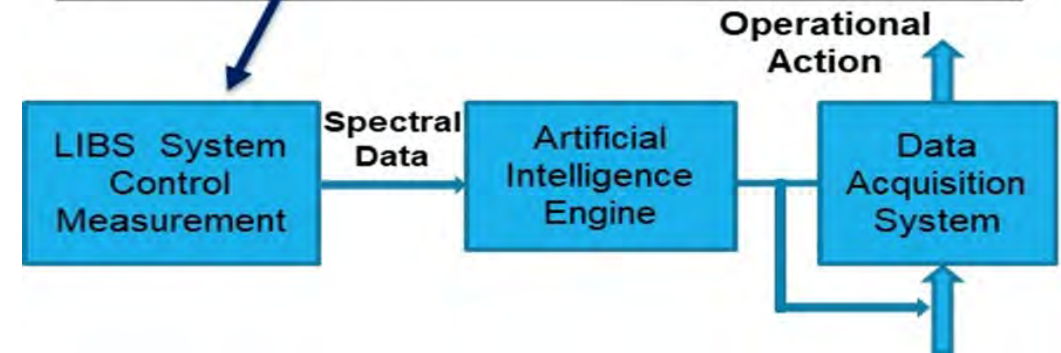 Operational
Action
LIBS System
Control
Measurement
Spectral
Data
Artificial
Intelligence
Engine
Data
Acquisition
System